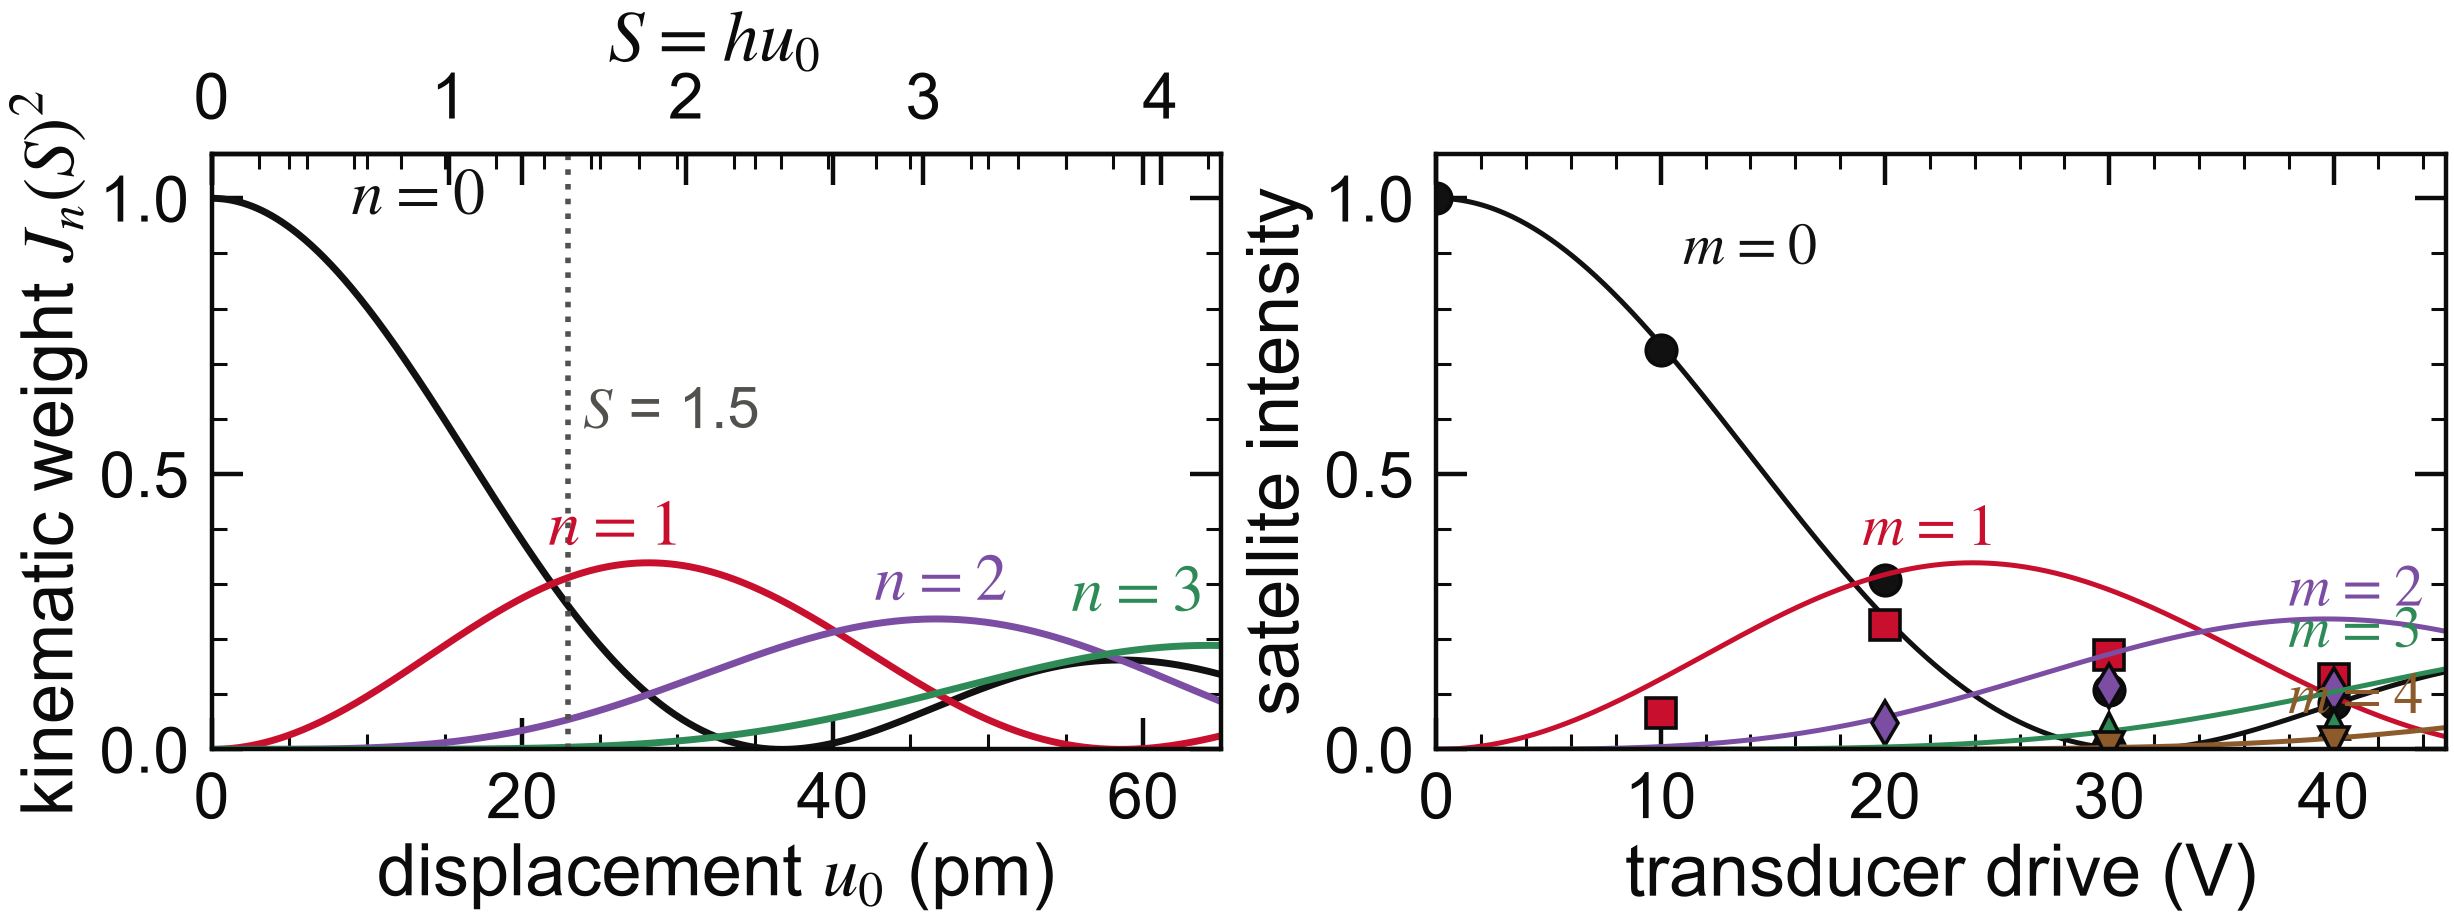 S = hu₀
0 1 2 3 4
kinematic weight Jₙ(S)²
1.0
0.5
0.0
n = 0
S = 1.5
n = 1
n = 2
n = 3
0 20 40 60
displacement u₀ (pm)
satellite intensity
1.0
0.5
0.0
m = 0
m = 1
m = 2
m = 3
m = 4
0 10 20 30 40
transducer drive (V)